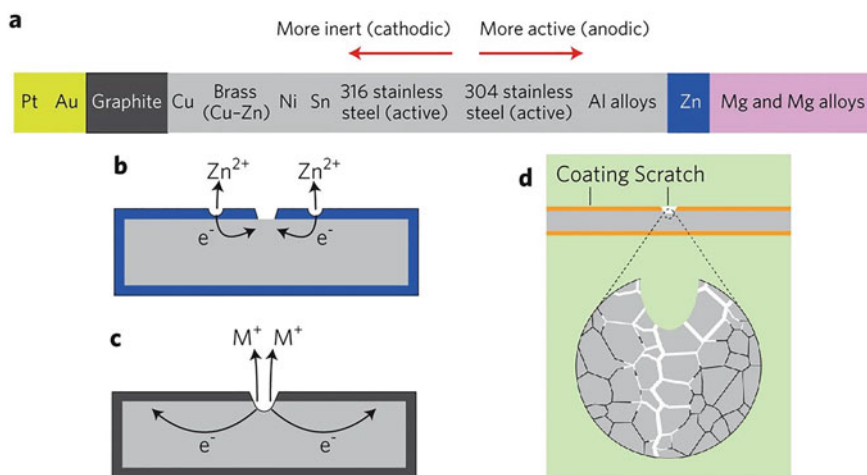 a
More inert (cathodic) More active (anodic)
Pt Au Graphite Cu Brass (Cu–Zn) Ni Sn 316 stainless steel (active) 304 stainless steel (active) Al alloys Zn Mg and Mg alloys
b
Zn²⁺ Zn²⁺
e⁻ e⁻
c
M⁺ M⁺
e⁻ e⁻
d
Coating Scratch